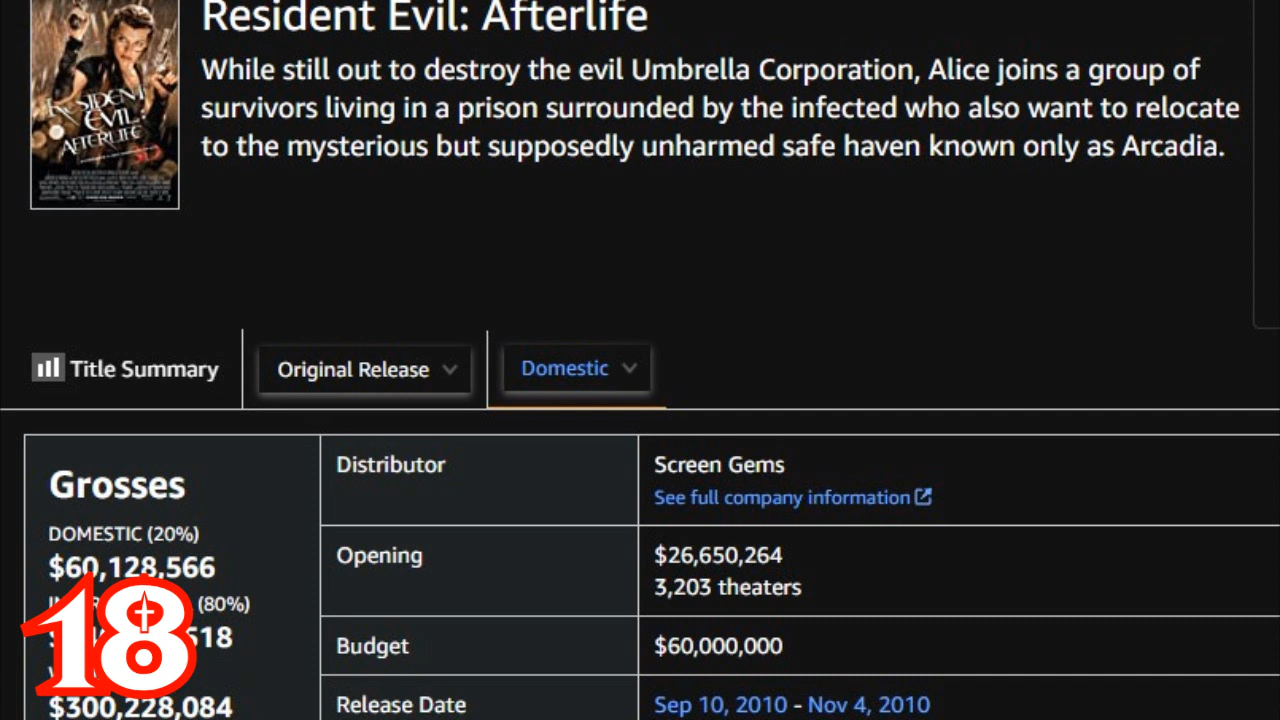 Resident Evil: Afterlife
While still out to destroy the evil Umbrella Corporation, Alice joins a group of
survivors living in a prison surrounded by the infected who also want to relocate
to the mysterious but supposedly unharmed safe haven known only as Arcadia.
RESIDENT
EVIL
AFTERLIFE
Title Summary
Original Release
Domestic
Grosses
DOMESTIC (20%)
$60,128,566
(80%)
518
$300,228,084
18
Distributor
Screen Gems
See full company information
Opening
$26,650,264
3,203 theaters
Budget
$60,000,000
Release Date
Sep 10, 2010 - Nov 4, 2010